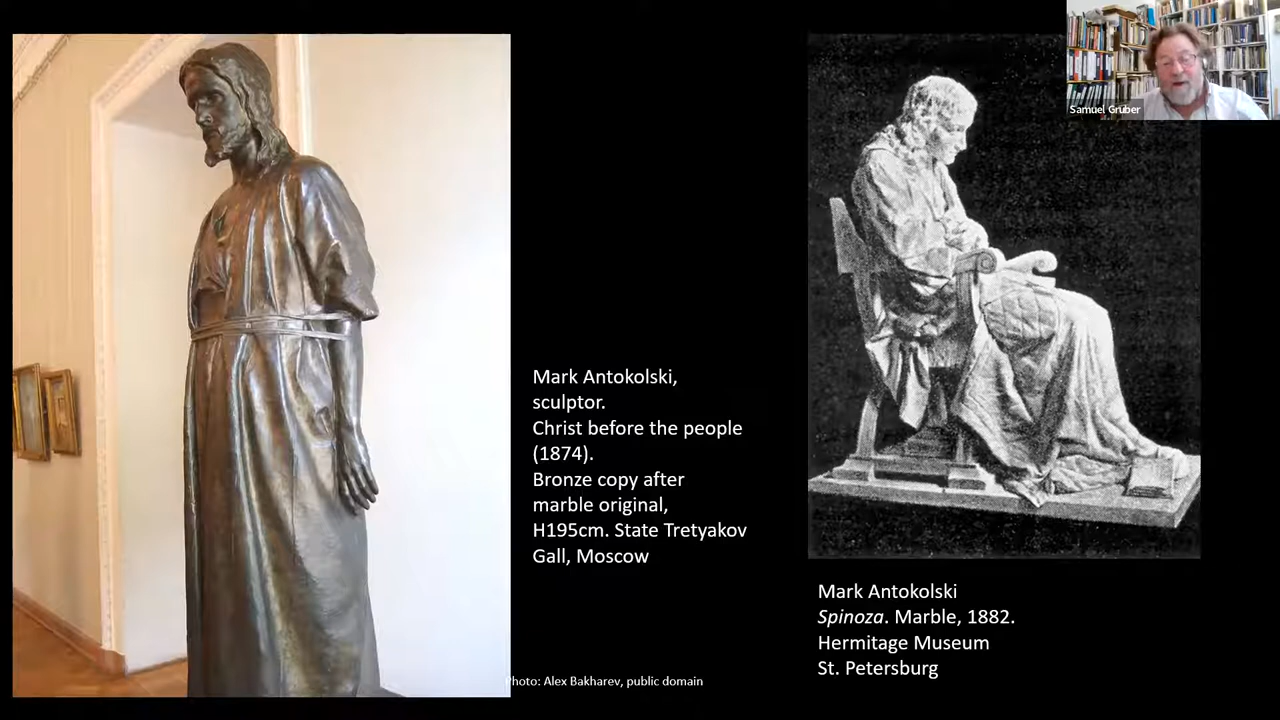 Samuel Gruber
Mark Antokolski,
sculptor.
Christ before the people
(1874).
Bronze copy after
marble original,
H195cm. State Tretyakov
Gall, Moscow
Mark Antokolski
Spinoza. Marble, 1882.
Hermitage Museum
St. Petersburg
Photo: Alex Bakharev, public domain